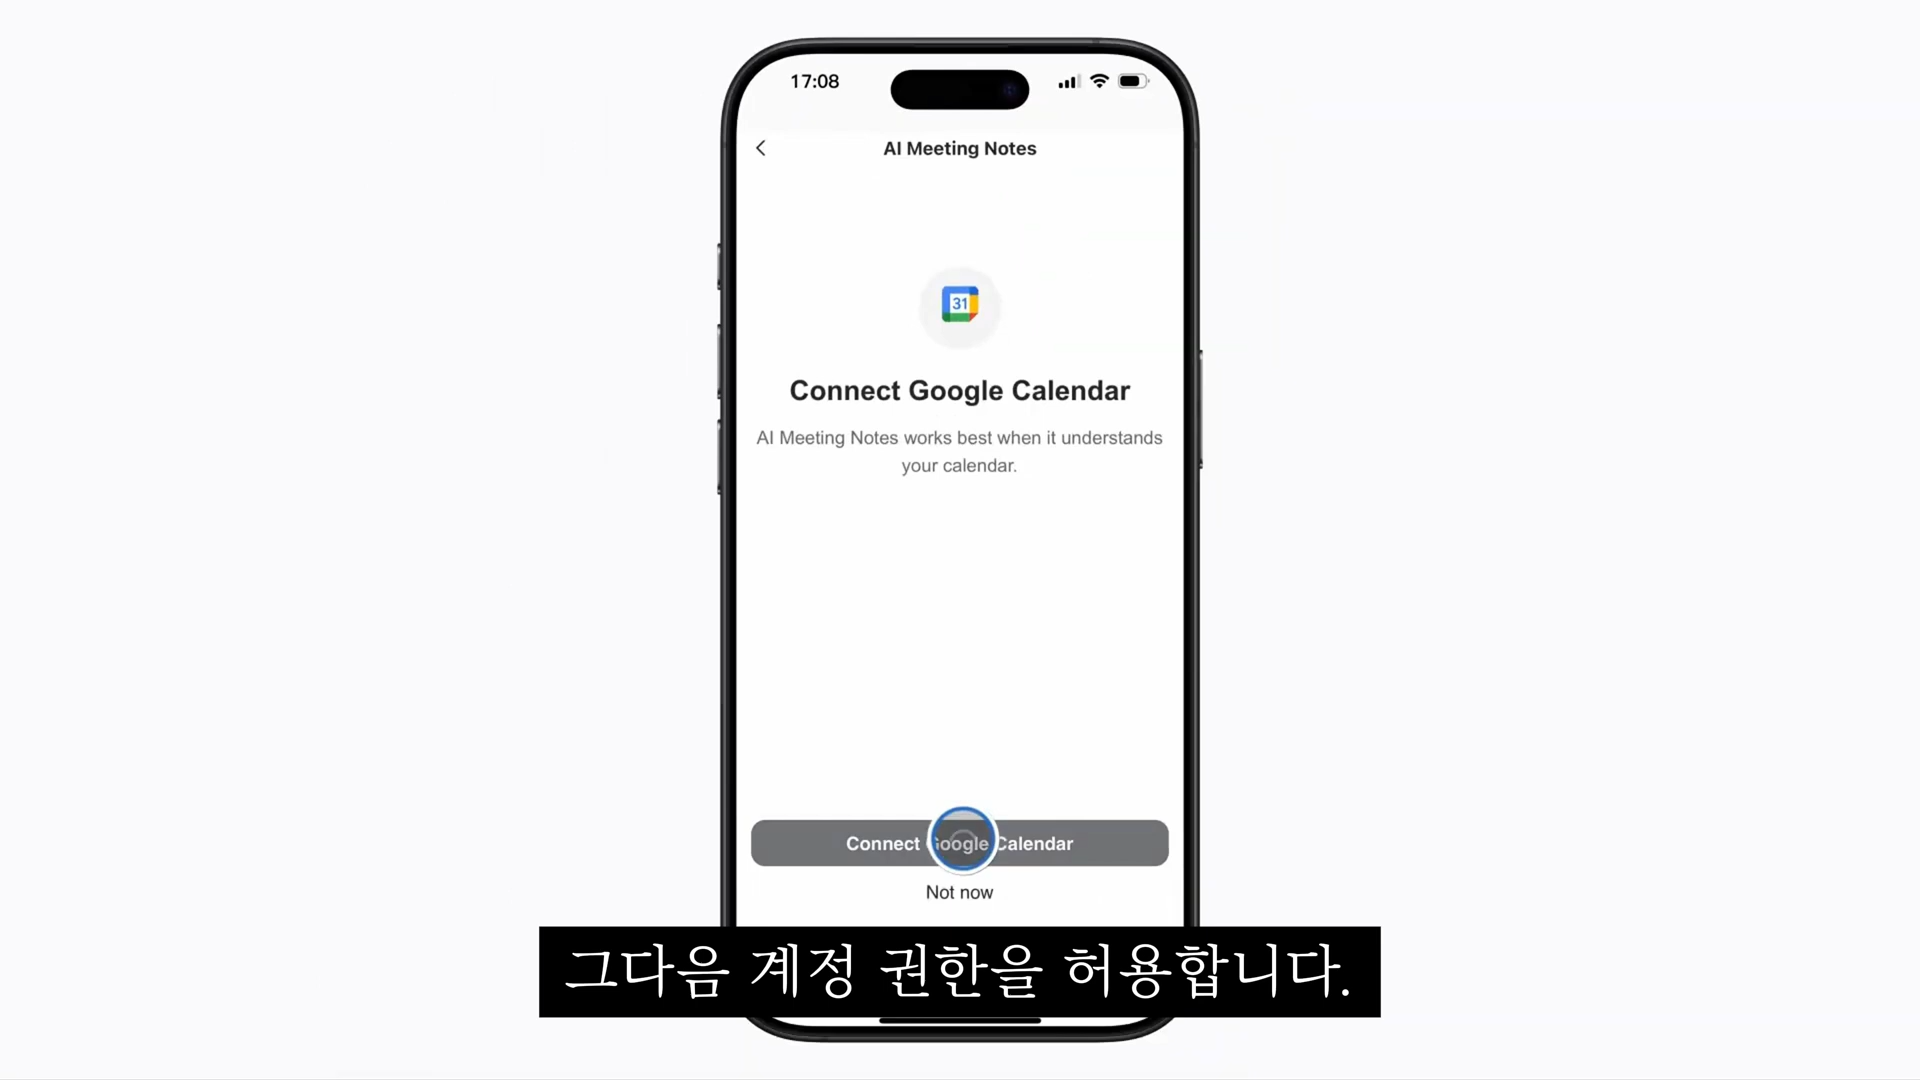 17:08
AI Meeting Notes
31
Connect Google Calendar
AI Meeting Notes works best when it understands
your calendar.
Connect Google Calendar
Not now
그다음 계정 권한을 허용합니다.